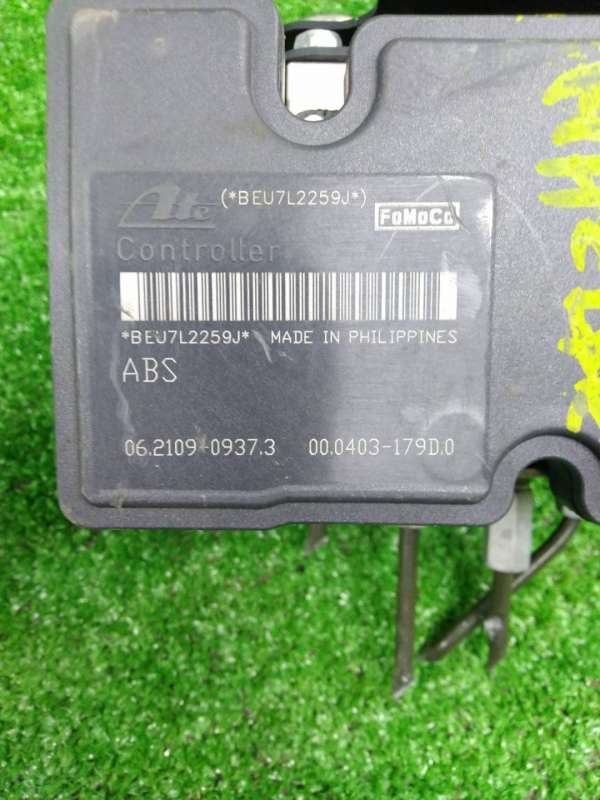 Ate (*BEU7L2259J*) FoMoCo
Controller
*BEU7L2259J* MADE IN PHILIPPINES
ABS
06.2109-0937.3 00.0403-179D.0